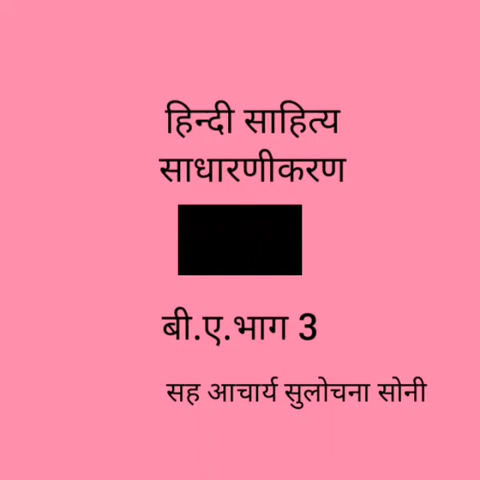 हिन्दी साहित्य
साधारणीकरण
बी.ए.भाग 3
सह आचार्य सुलोचना सोनी